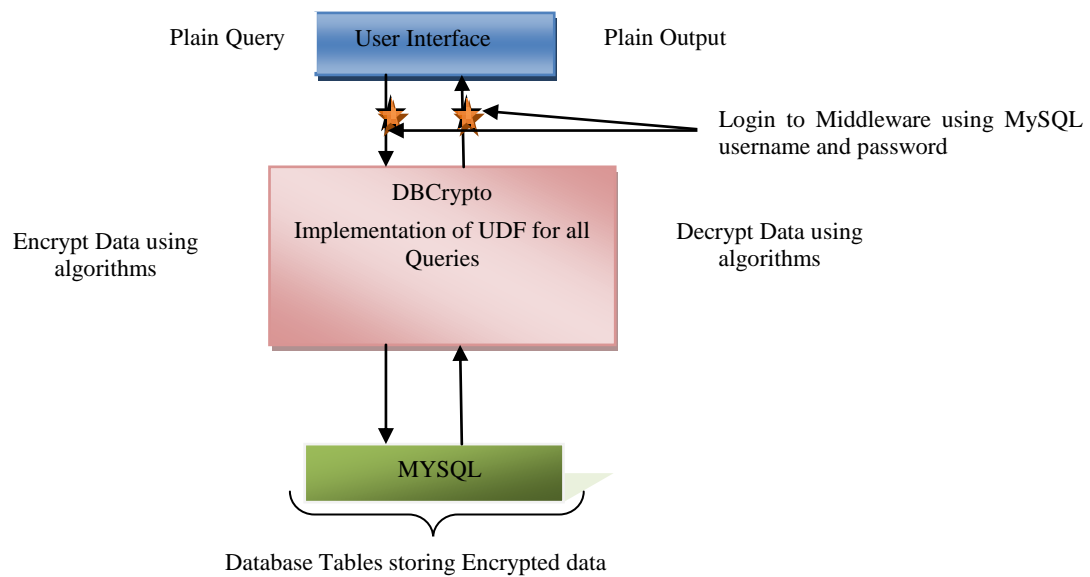 Plain Query
User Interface
Plain Output
Login to Middleware using MySQL
username and password
DBCrypto
Implementation of UDF for all
Queries
Encrypt Data using
algorithms
Decrypt Data using
algorithms
MYSQL
Database Tables storing Encrypted data